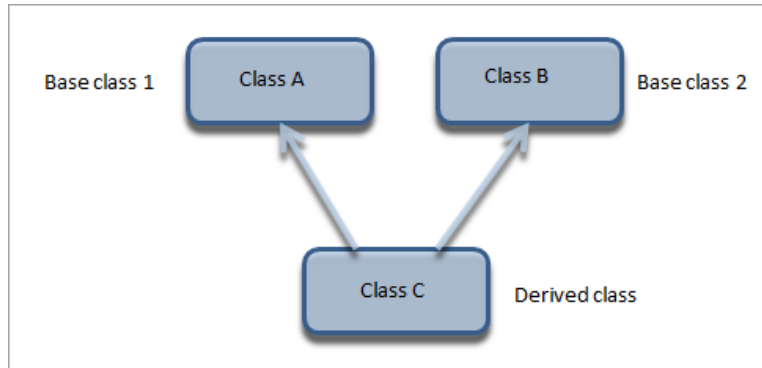 Base class 1
Class A
Class B
Base class 2
Class C
Derived class